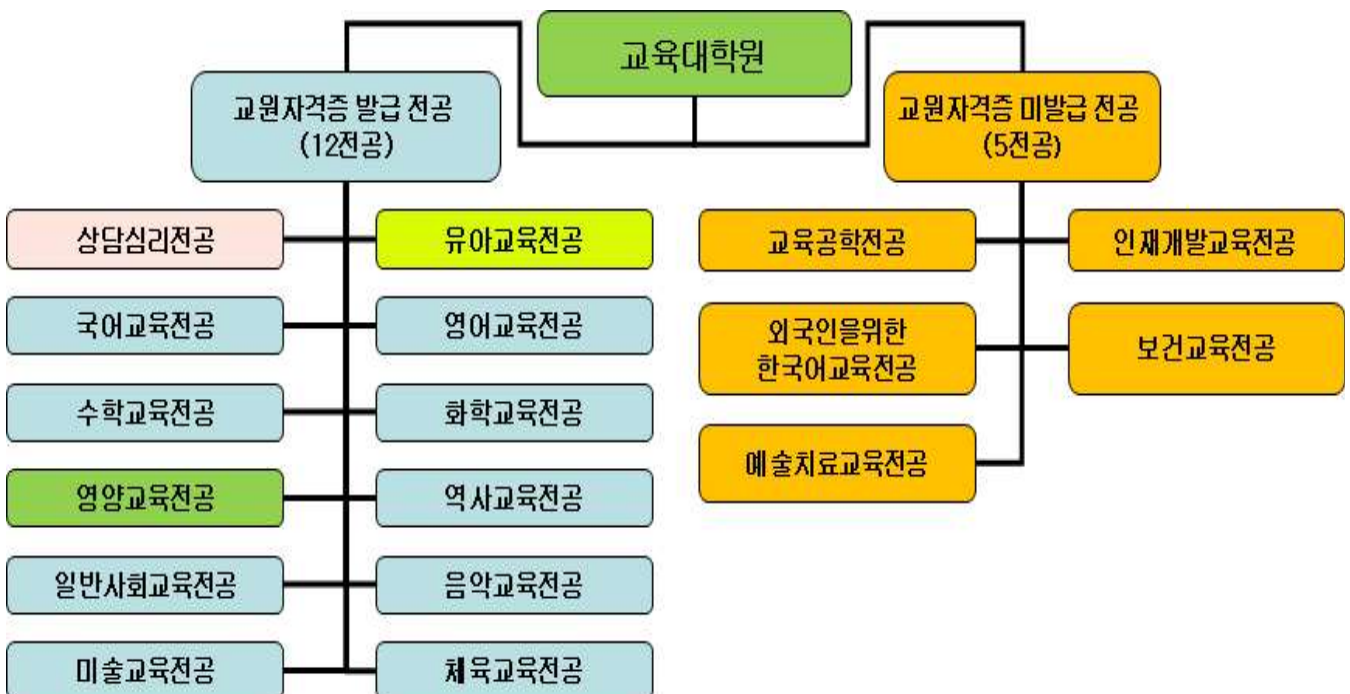 교육대학원
교원자격증 발급 전공
(12전공)
교원자격증 미발급 전공
(5전공)
상담심리전공
유아교육전공
국어교육전공
영어교육전공
수학교육전공
화학교육전공
영양교육전공
역사교육전공
일반사회교육전공
음악교육전공
미술교육전공
체육교육전공
교육공학전공
인재개발교육전공
외국인을위한
한국어교육전공
보건교육전공
예술치료교육전공